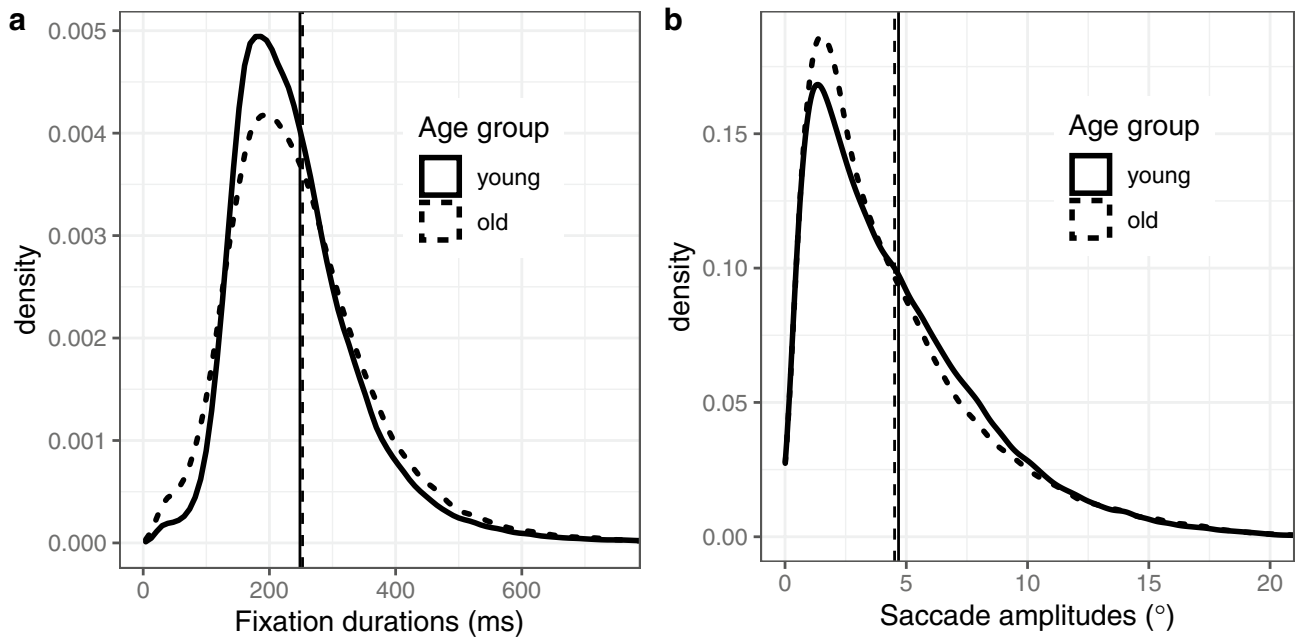 a
0.005
0.004
0.003
0.002
0.001
0.000
density
0
200
400
600
Fixation durations (ms)
Age group
young
old
b
0.15
0.10
0.05
0.00
density
0
5
10
15
20
Saccade amplitudes (°)
Age group
young
old